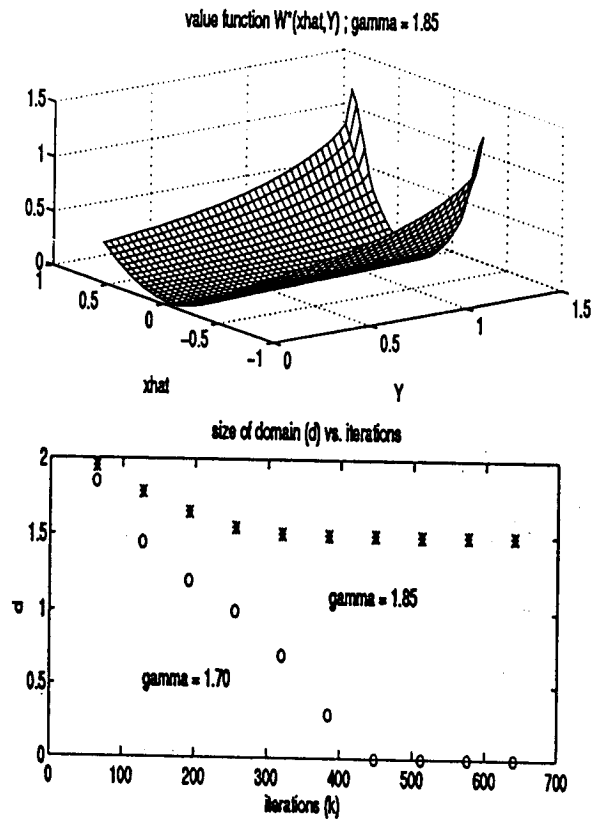 value function W*(xhat,Y) ; gamma = 1.85
1.5
1
0.5
0
1
0.5
0
-0.5
-1
0
0.5
1
1.5
xhat
Y
size of domain (d) vs. iterations
2
1.5
1
0.5
0
d
gamma = 1.85
gamma = 1.70
0 100 200 300 400 500 600 700
iterations (k)